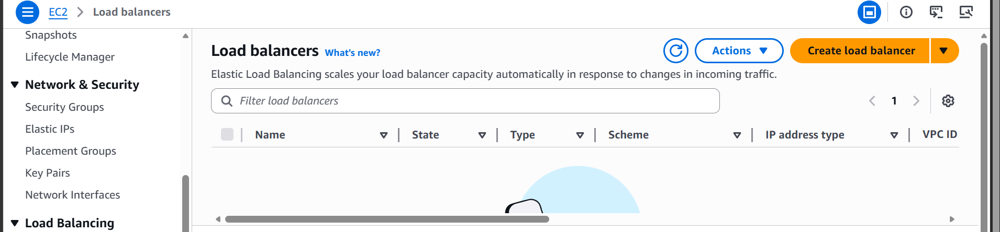 EC2 Load balancers
Snapshots
Lifecycle Manager
Network & Security
Security Groups
Elastic IPs
Placement Groups
Key Pairs
Network Interfaces
Load Balancing
Load balancers What's new?
Actions
Create load balancer
Elastic Load Balancing scales your load balancer capacity automatically in response to changes in incoming traffic.
Filter load balancers
1
Name State Type Scheme IP address type VPC ID